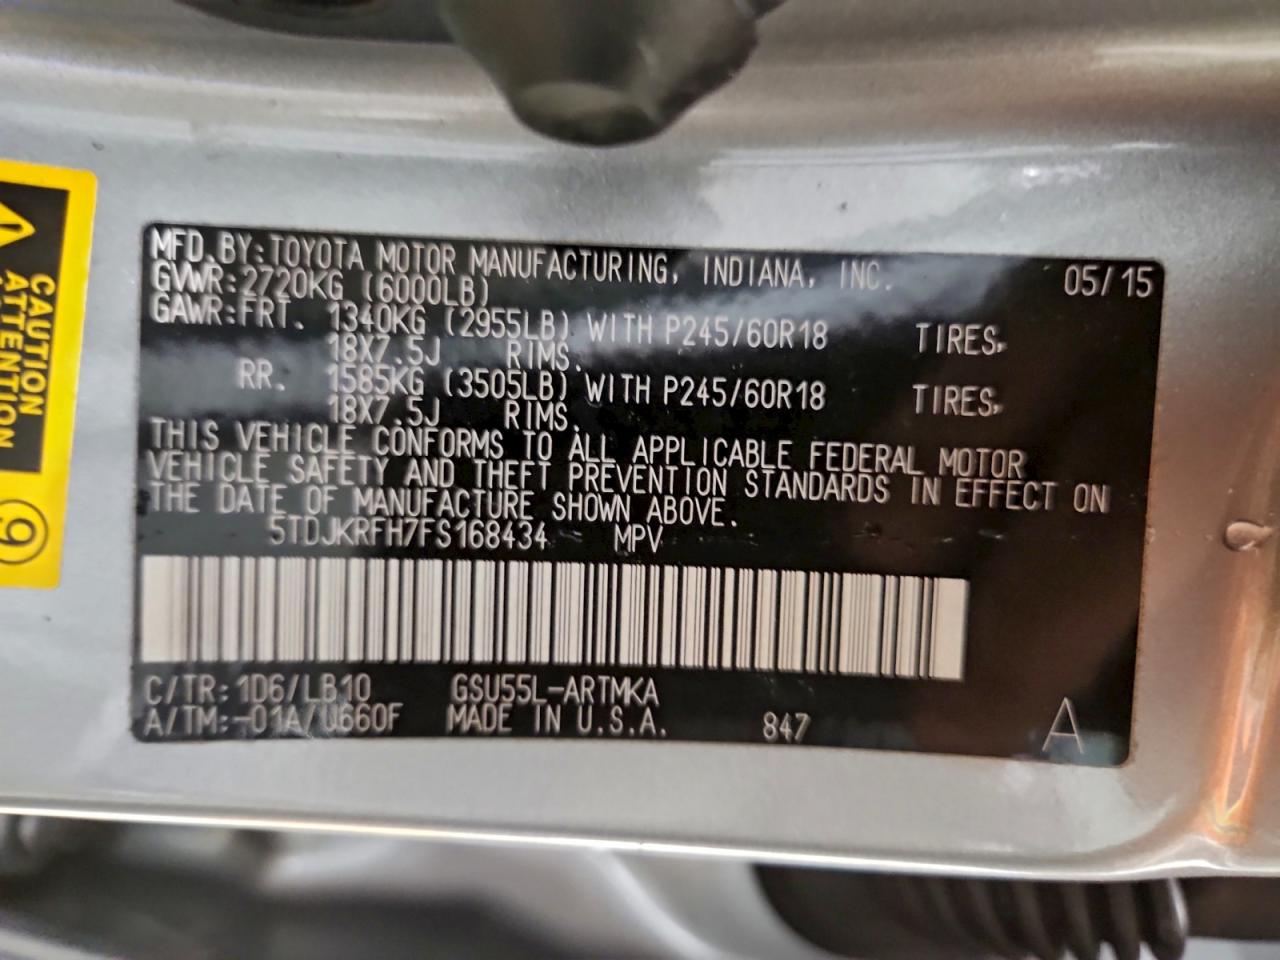 MFD.BY:TOYOTA MOTOR MANUFACTURING, INDIANA, INC. 05/15
GVWR:2720KG (6000LB)
GAWR:FRT. 1340KG (2955LB) WITH P245/60R18 TIRES,
18X7.5J RIMS.
RR. 1585KG (3505LB) WITH P245/60R18 TIRES,
18X7.5J RIMS.
THIS VEHICLE CONFORMS TO ALL APPLICABLE FEDERAL MOTOR
VEHICLE SAFETY AND THEFT PREVENTION STANDARDS IN EFFECT ON
THE DATE OF MANUFACTURE SHOWN ABOVE.
5TDJKRFH7FS168434 MPV
C/TR:1D6/LB10 GSU55L-ARTMKA
A/TM:-01A/U660F MADE IN U.S.A. 847 A
CAUTION
ATTENTION
9